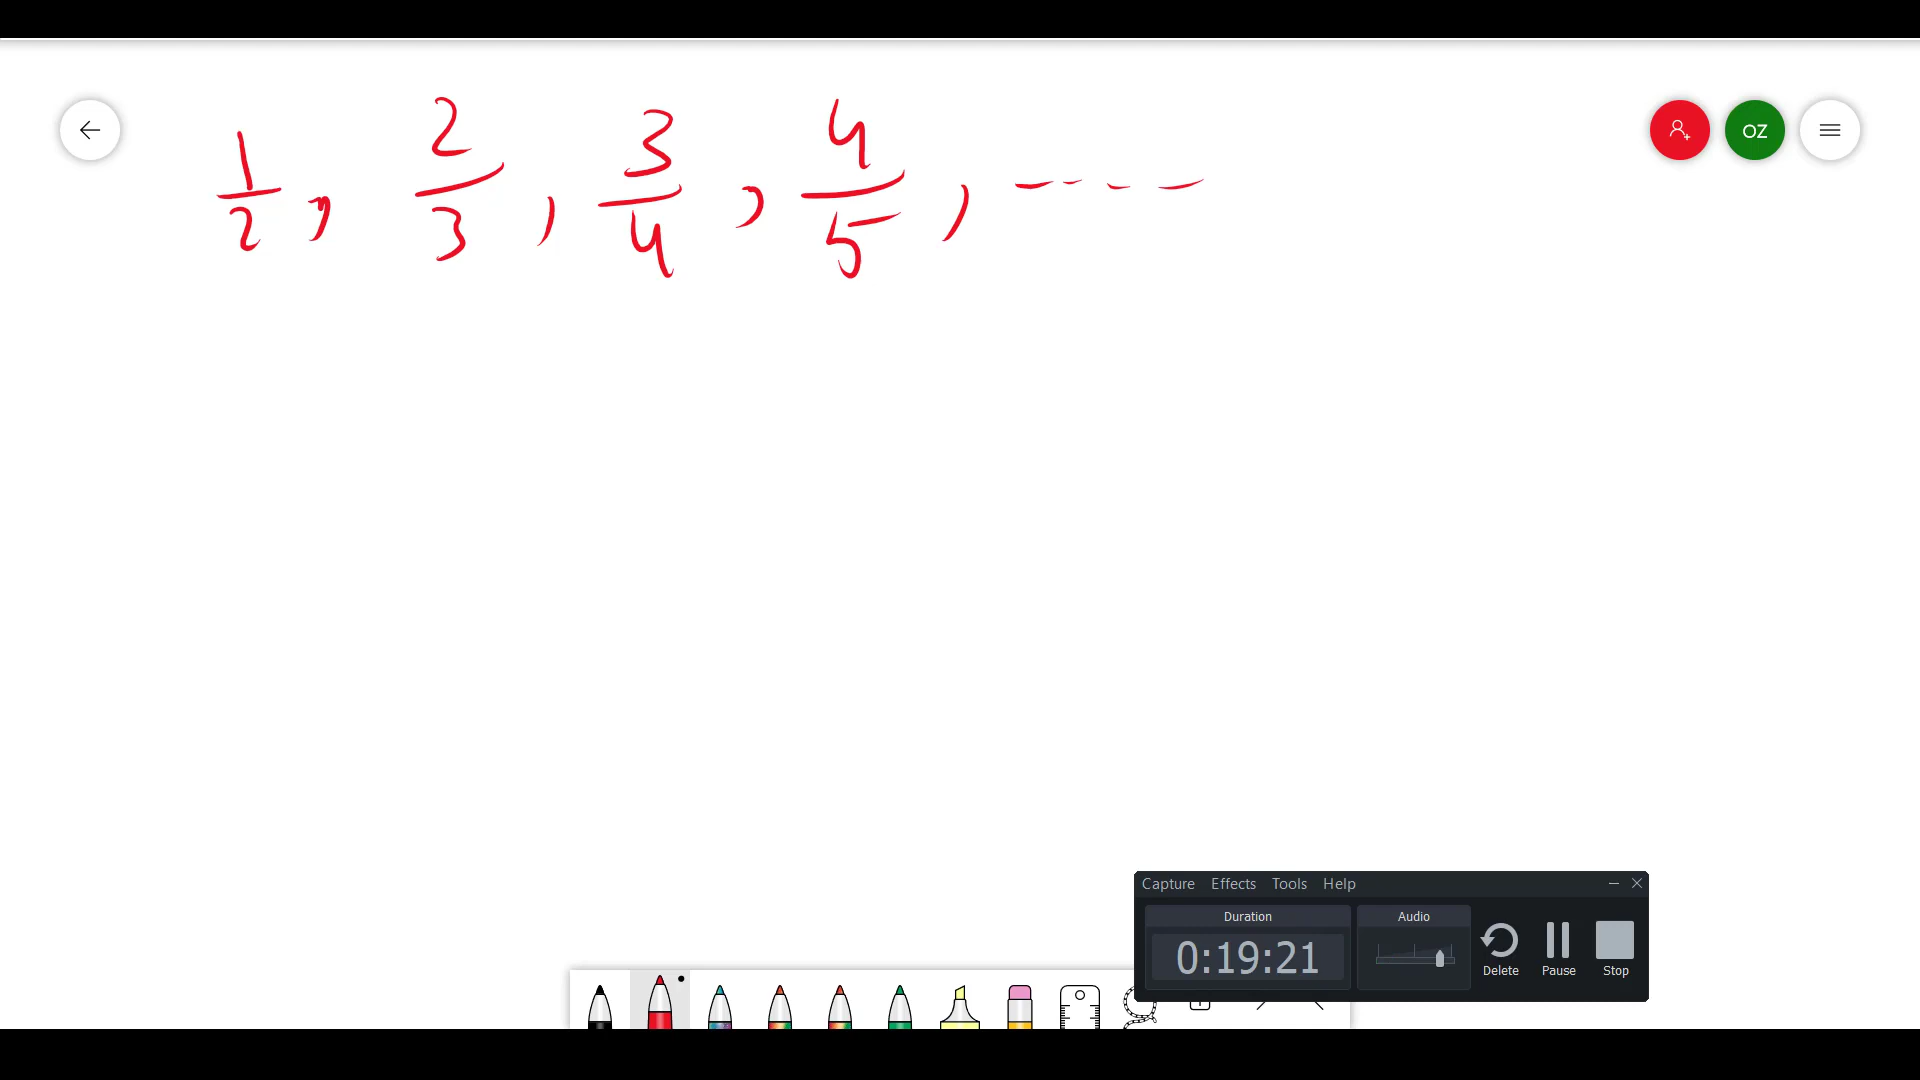 1/2, 2/3, 3/4, 4/5, ----
OZ
Capture Effects Tools Help
Duration Audio
0:19:21
Delete Pause Stop